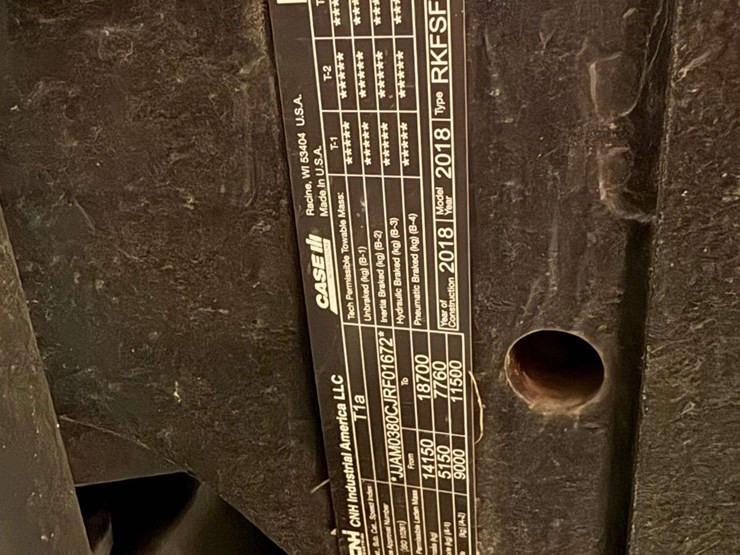 CNH Industrial America LLC
CASE IH
Racine, WI 53404 U.S.A.
Made in U.S.A.
T1a
*JJAM0380CJRF01672*
From To
14150 18700
5150 7760
9000 11500
Tech Permissible Towable Mass: T-1 T-2
Unbraked (kg) (B-1) ***** *****
Inertia Braked (kg) (B-2) ***** *****
Hydraulic Braked (kg) (B-3) ***** *****
Pneumatic Braked (kg) (B-4) ***** *****
Year of Construction 2018 Model Year 2018 Type RKFSF